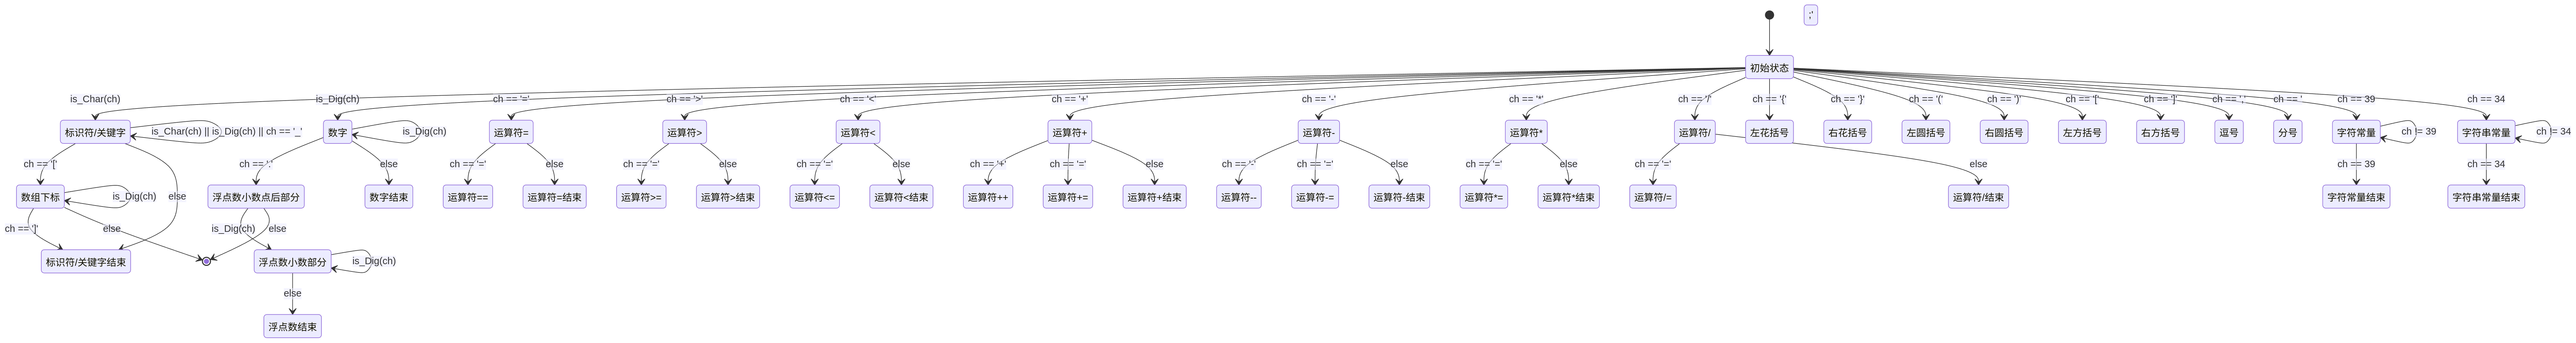 ;'
初始状态
is_Char(ch)
is_Dig(ch)
ch == '='
ch == '>'
ch == '<'
ch == '+'
ch == '-'
ch == '*'
ch == '/'
ch == '{'
ch == '}'
ch == '('
ch == ')'
ch == '['
ch == ']'
ch == ','
ch == '
ch == 39
ch == 34
标识符/关键字
is_Char(ch) || is_Dig(ch) || ch == '_'
数字
is_Dig(ch)
运算符=
运算符>
运算符<
运算符+
运算符-
运算符*
运算符/
左花括号
右花括号
左圆括号
右圆括号
左方括号
右方括号
逗号
分号
字符常量
ch != 39
字符串常量
ch != 34
ch == '['
else
ch == '.'
else
ch == '='
else
ch == '='
else
ch == '='
else
ch == '+'
ch == '='
else
ch == '-'
ch == '='
else
ch == '='
else
ch == '='
else
ch == 39
ch == 34
数组下标
is_Dig(ch)
浮点数小数点后部分
数字结束
运算符==
运算符=结束
运算符>=
运算符>结束
运算符<=
运算符<结束
运算符++
运算符+=
运算符+结束
运算符--
运算符-=
运算符-结束
运算符*=
运算符*结束
运算符/=
运算符/结束
字符常量结束
字符串常量结束
ch == ']'
else
is_Dig(ch)
else
标识符/关键字结束
浮点数小数部分
is_Dig(ch)
else
浮点数结束